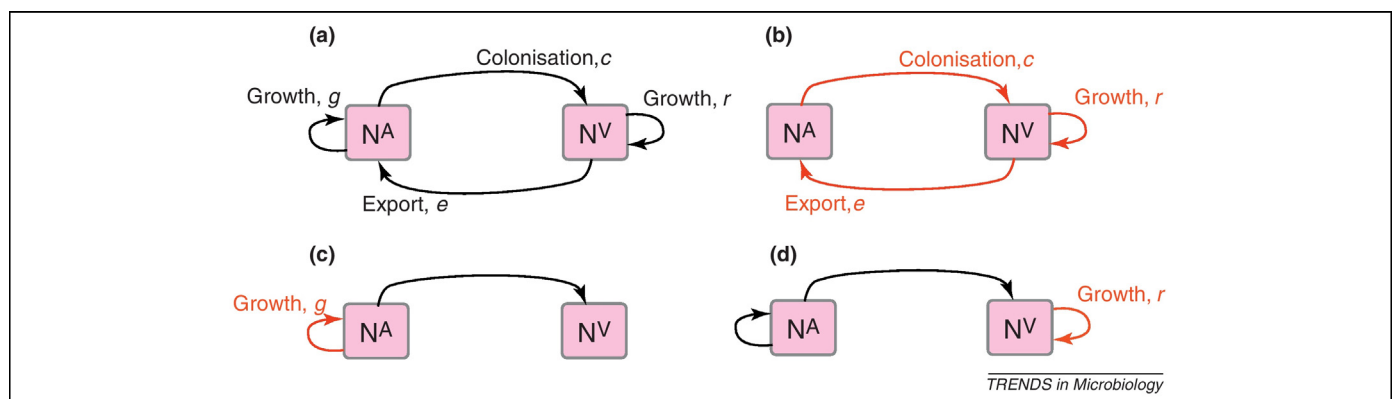 (a)
Colonisation,c
Growth, g
Growth, r
N^A
N^V
Export, e
(b)
Colonisation,c
Growth, r
N^A
N^V
Export,e
(c)
Growth, g
N^A
N^V
(d)
Growth, r
N^A
N^V
TRENDS in Microbiology